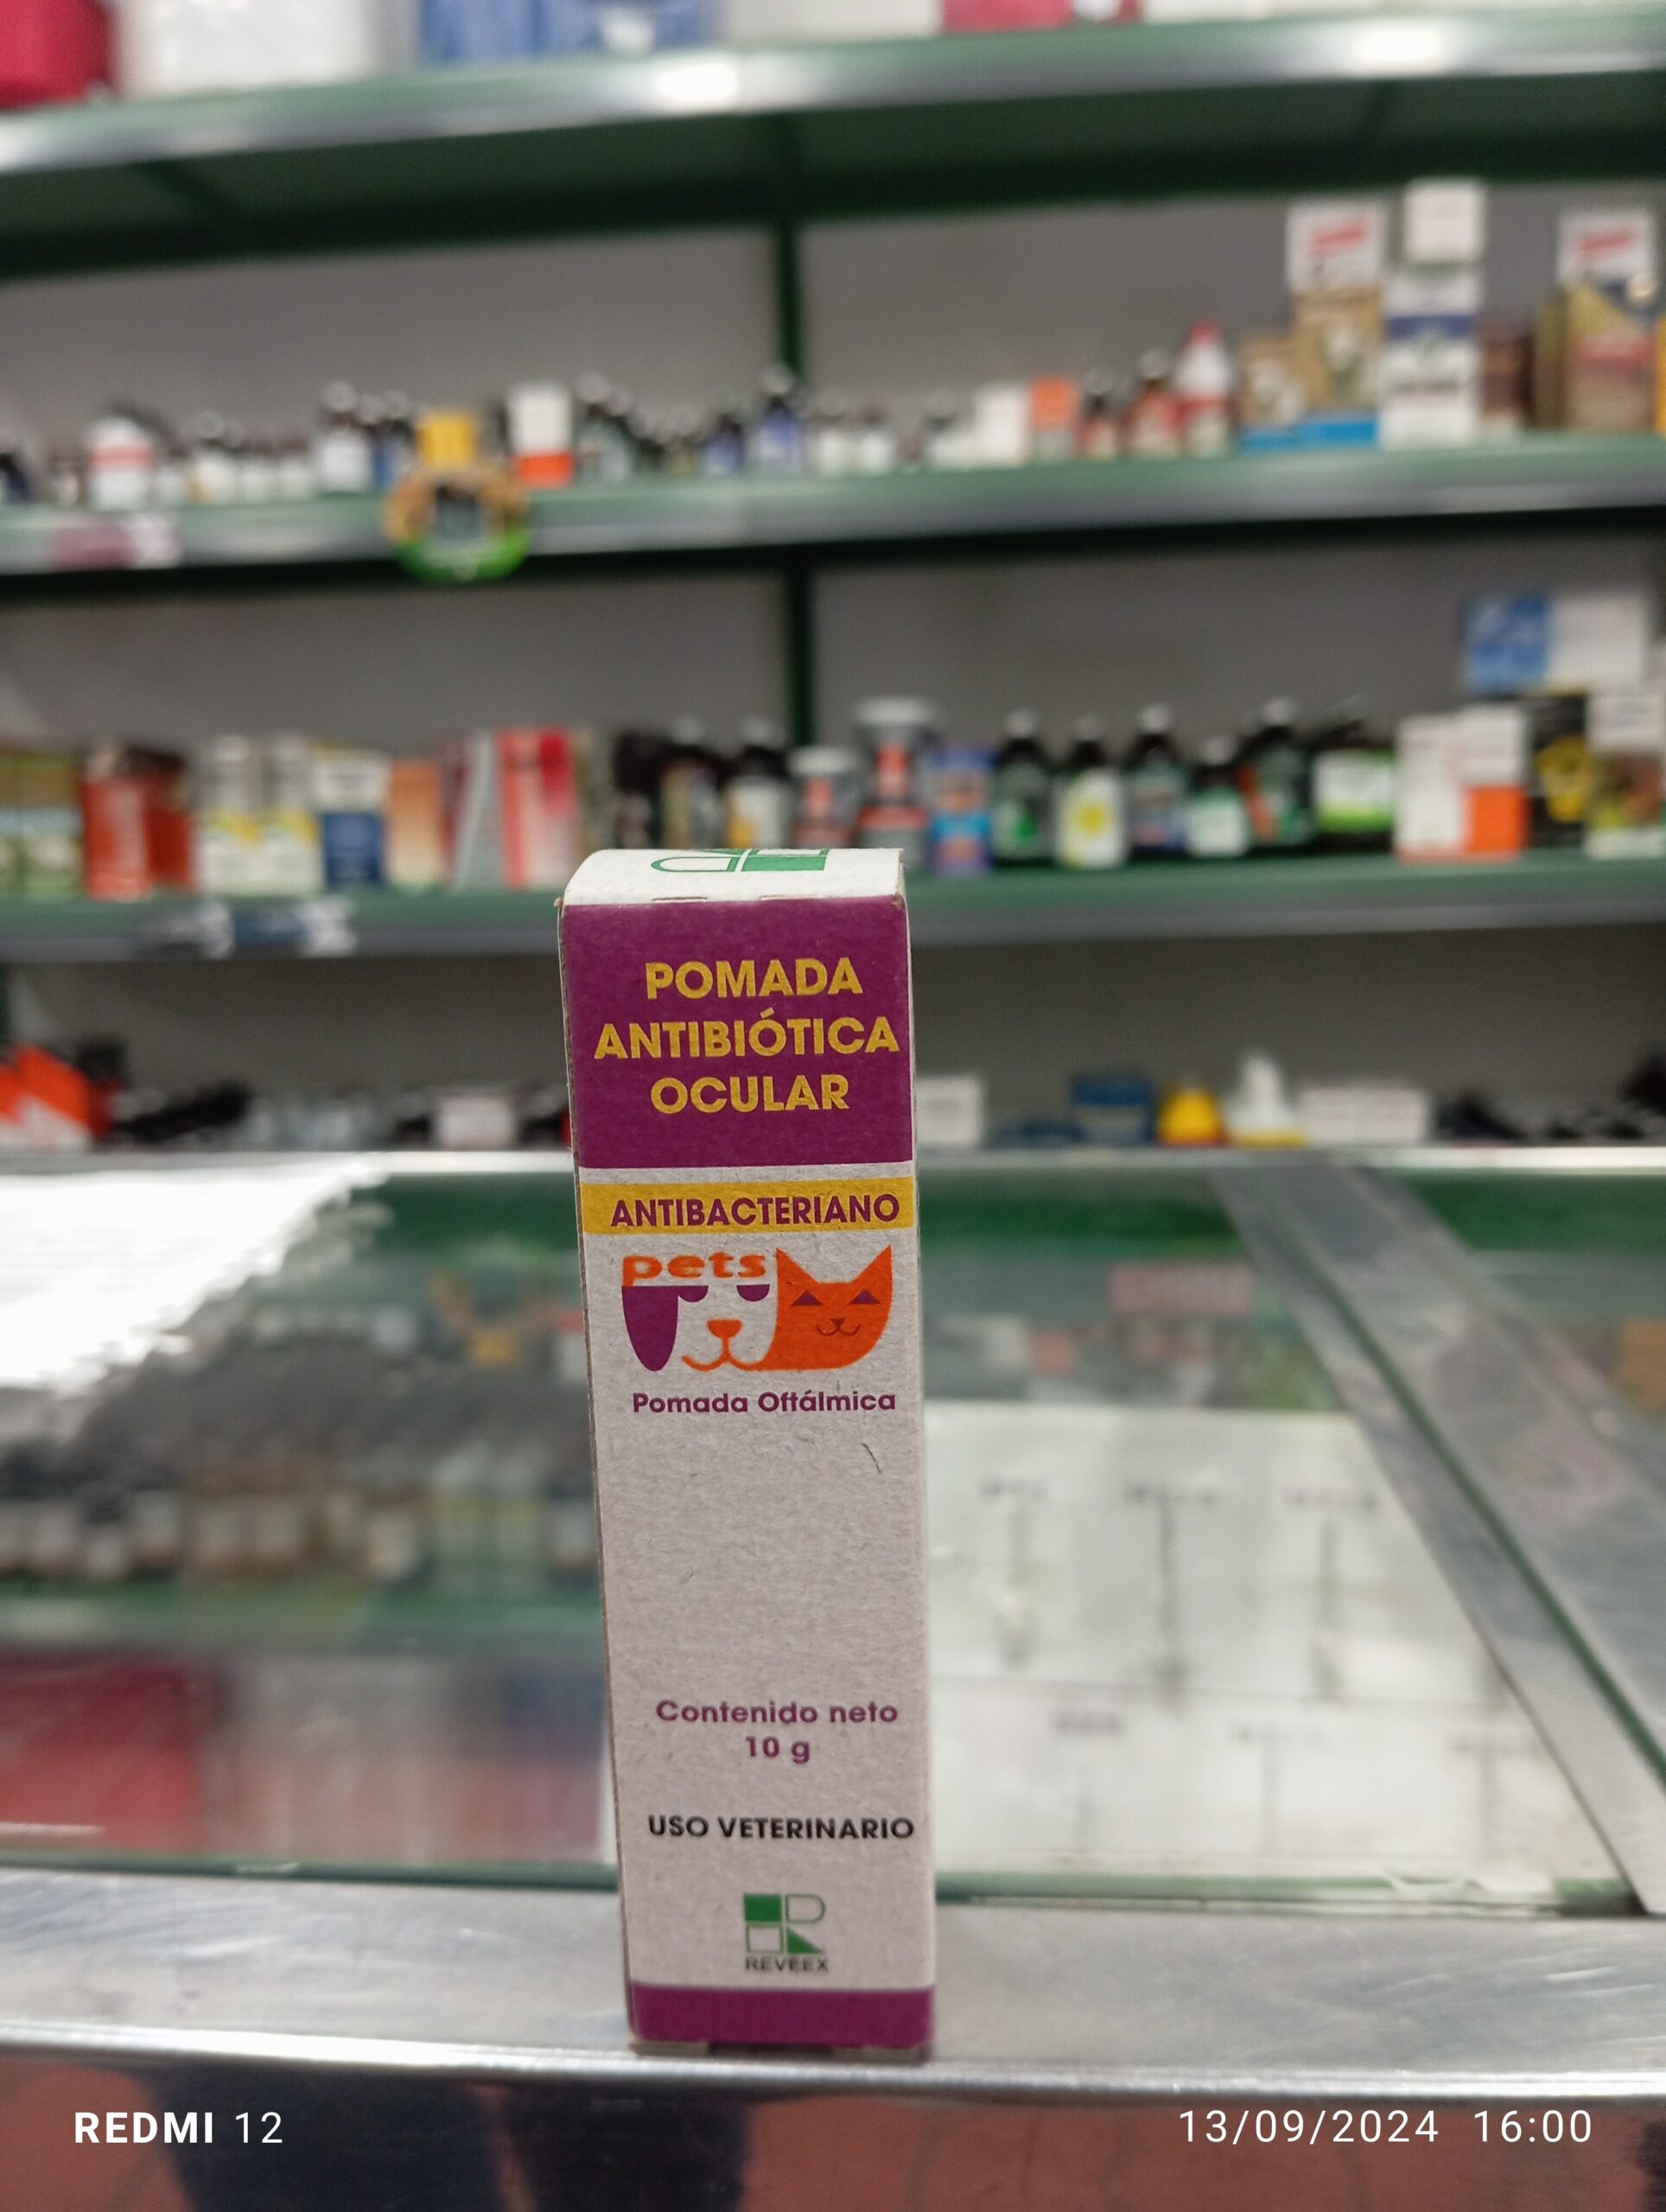 POMADA
ANTIBIÓTICA
OCULAR
ANTIBACTERIANO
pets
Pomada Oftálmica
Contenido neto
10 g
USO VETERINARIO
REVEEX
REDMI 12
13/09/2024 16:00